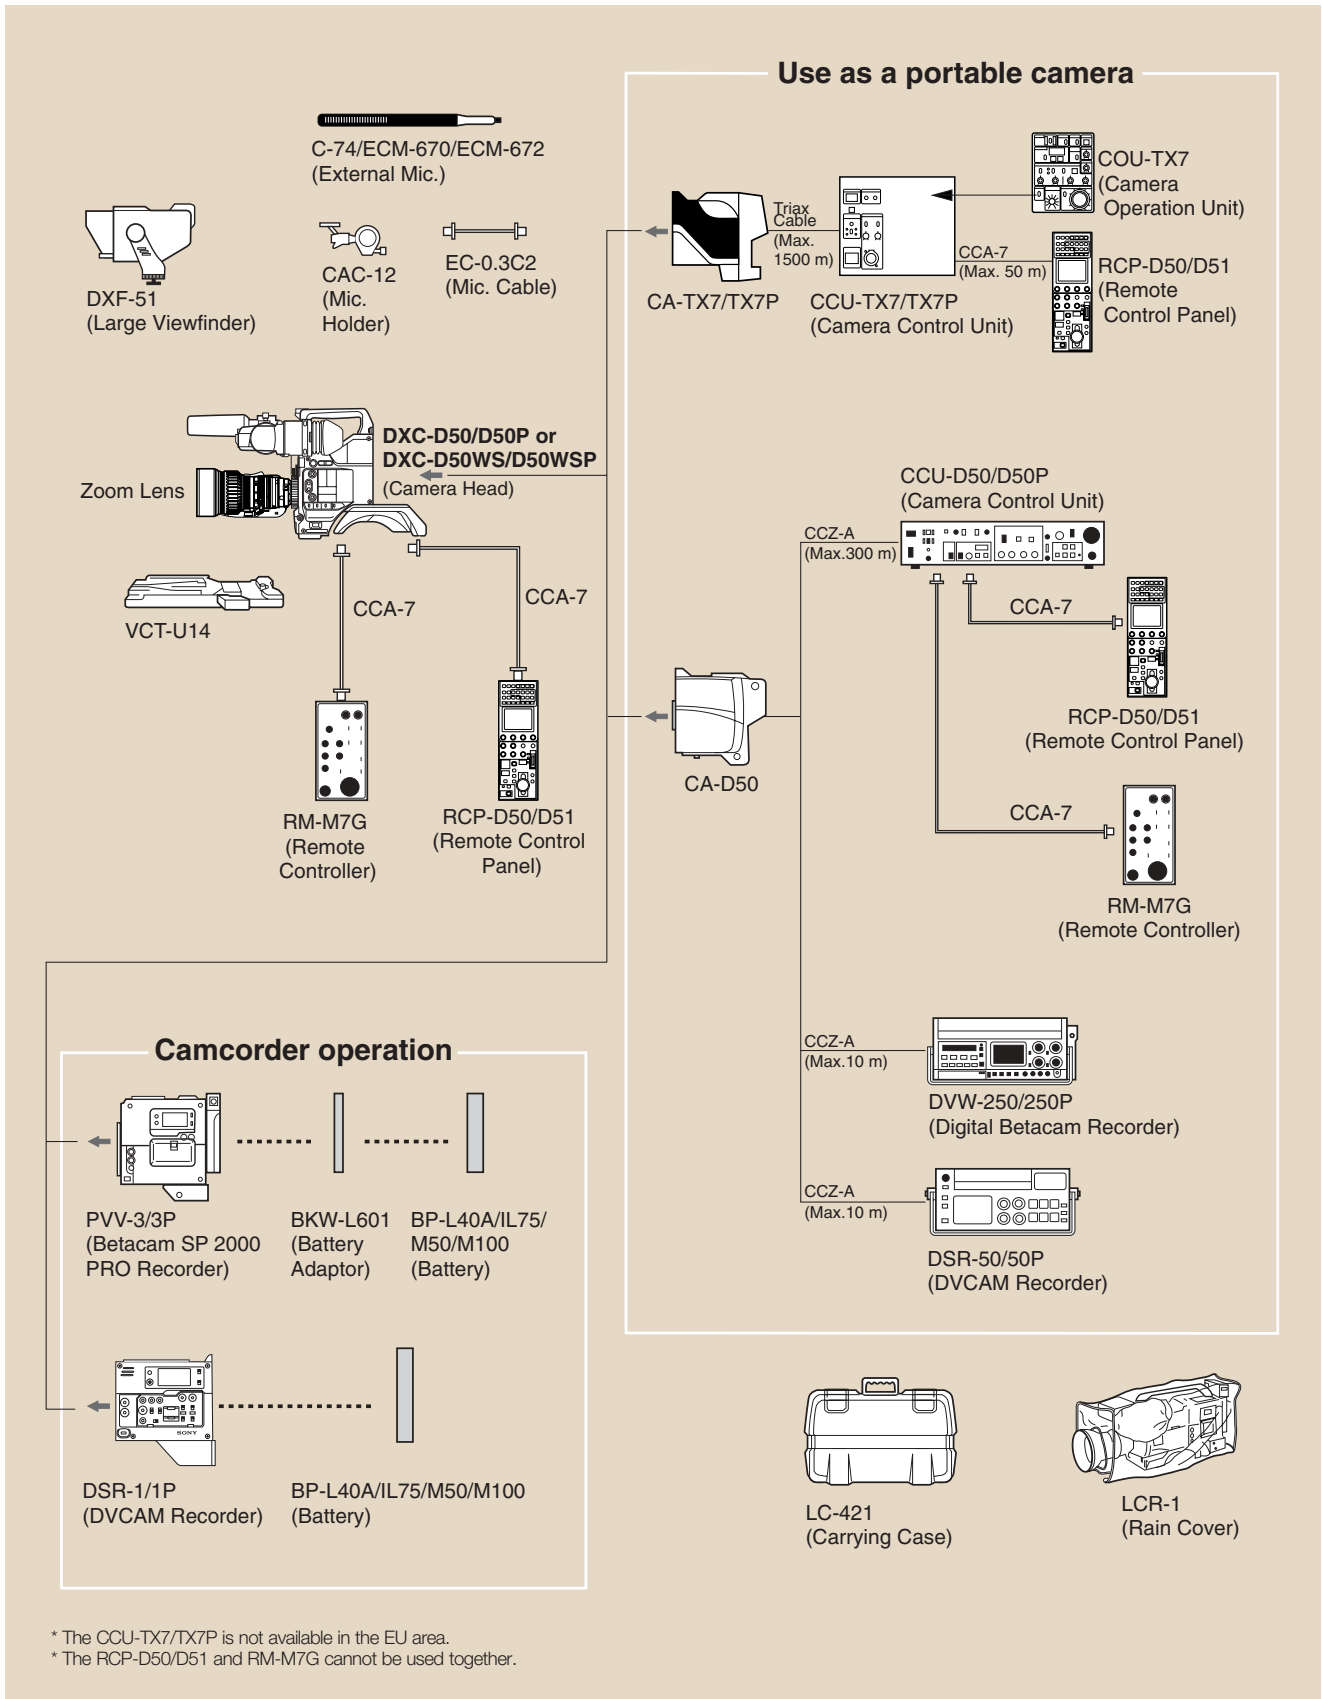 Use as a portable camera
C-74/ECM-670/ECM-672
(External Mic.)
DXF-51
(Large Viewfinder)
CAC-12
(Mic.
Holder)
EC-0.3C2
(Mic. Cable)
CA-TX7/TX7P
Triax
Cable
(Max.
1500 m)
CCU-TX7/TX7P
(Camera Control Unit)
COU-TX7
(Camera
Operation Unit)
CCA-7
(Max. 50 m)
RCP-D50/D51
(Remote
Control Panel)
Zoom Lens
DXC-D50/D50P or
DXC-D50WS/D50WSP
(Camera Head)
VCT-U14
CCA-7
CCA-7
RM-M7G
(Remote
Controller)
RCP-D50/D51
(Remote Control
Panel)
CCU-D50/D50P
(Camera Control Unit)
CCZ-A
(Max.300 m)
CCA-7
RCP-D50/D51
(Remote Control Panel)
CA-D50
CCA-7
RM-M7G
(Remote Controller)
CCZ-A
(Max.10 m)
DVW-250/250P
(Digital Betacam Recorder)
CCZ-A
(Max.10 m)
DSR-50/50P
(DVCAM Recorder)
Camcorder operation
PVV-3/3P
(Betacam SP 2000
PRO Recorder)
BKW-L601
(Battery
Adaptor)
BP-L40A/IL75/
M50/M100
(Battery)
SONY
DSR-1/1P
(DVCAM Recorder)
BP-L40A/IL75/M50/M100
(Battery)
LC-421
(Carrying Case)
LCR-1
(Rain Cover)
* The CCU-TX7/TX7P is not available in the EU area.
* The RCP-D50/D51 and RM-M7G cannot be used together.